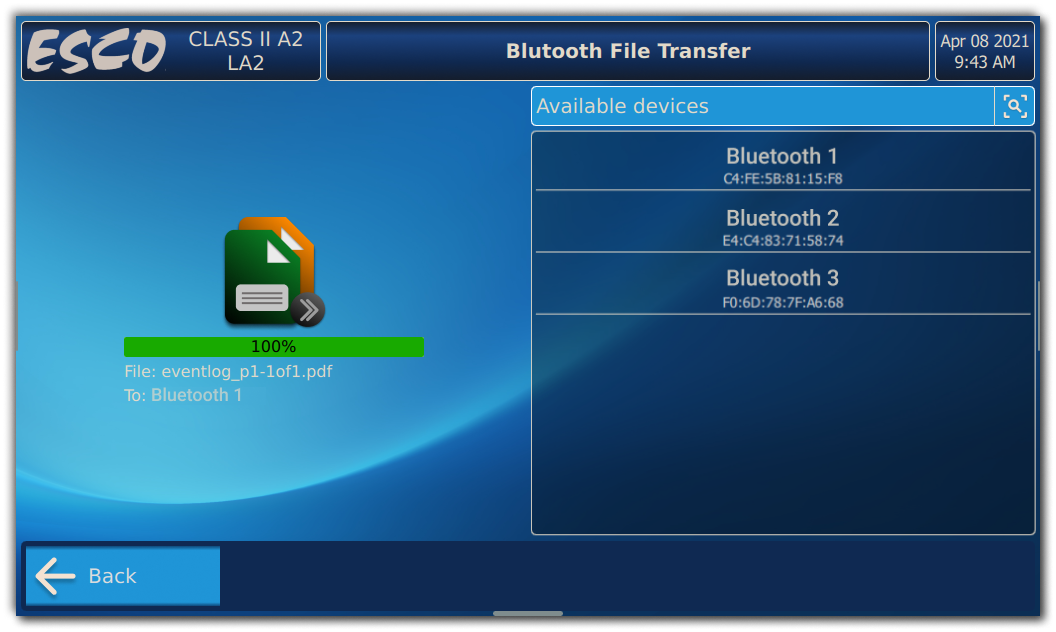 ESCO
CLASS II A2
LA2
Blutooth File Transfer
Apr 08 2021
9:43 AM
Available devices
Bluetooth 1
C4:FE:5B:81:15:F8
Bluetooth 2
E4:C4:83:71:58:74
Bluetooth 3
F0:6D:78:7F:A6:68
100%
File: eventlog_p1-1of1.pdf
To: Bluetooth 1
Back